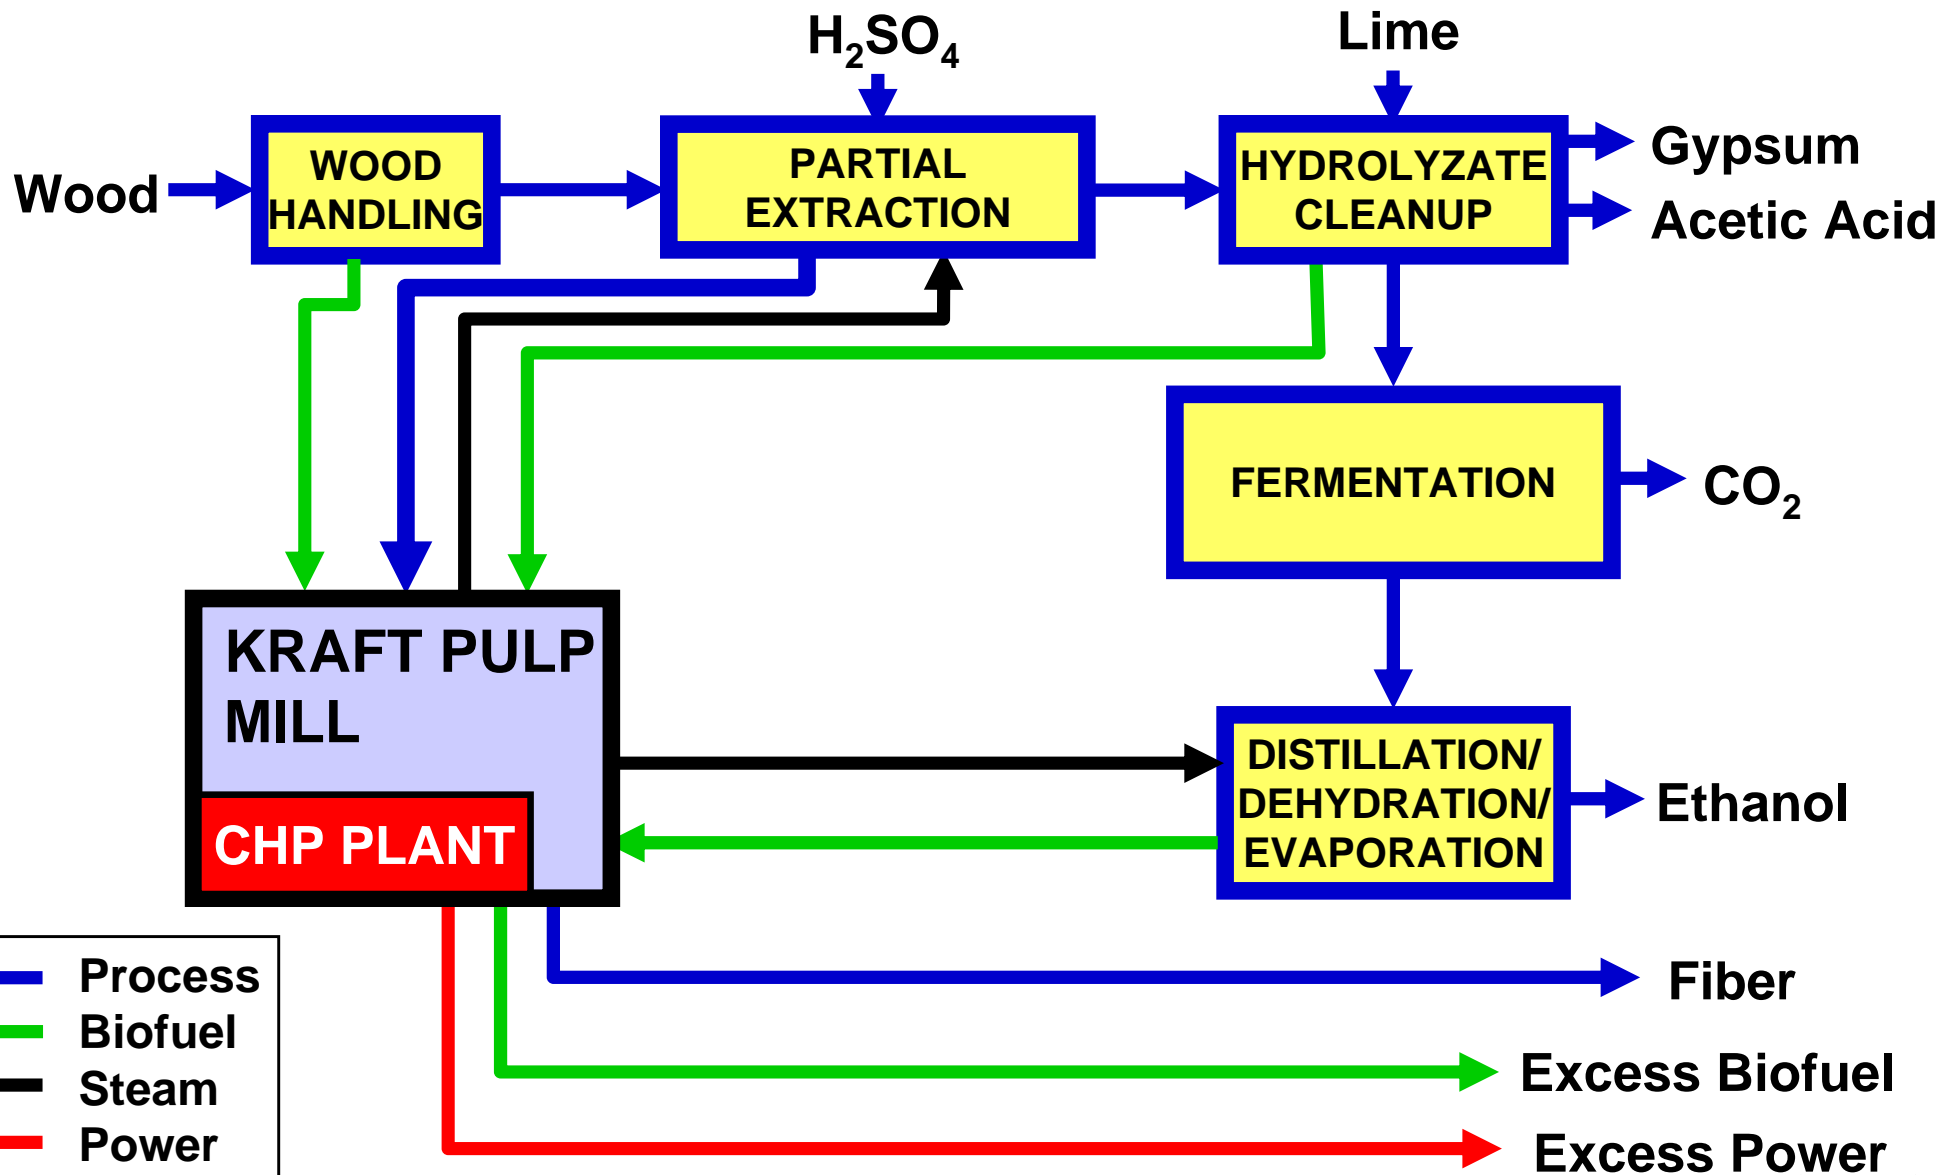 H₂SO₄
Lime
Wood
WOOD
HANDLING
PARTIAL
EXTRACTION
HYDROLYZATE
CLEANUP
Gypsum
Acetic Acid
FERMENTATION
CO₂
KRAFT PULP
MILL
CHP PLANT
DISTILLATION/
DEHYDRATION/
EVAPORATION
Ethanol
Process
Biofuel
Steam
Power
Fiber
Excess Biofuel
Excess Power